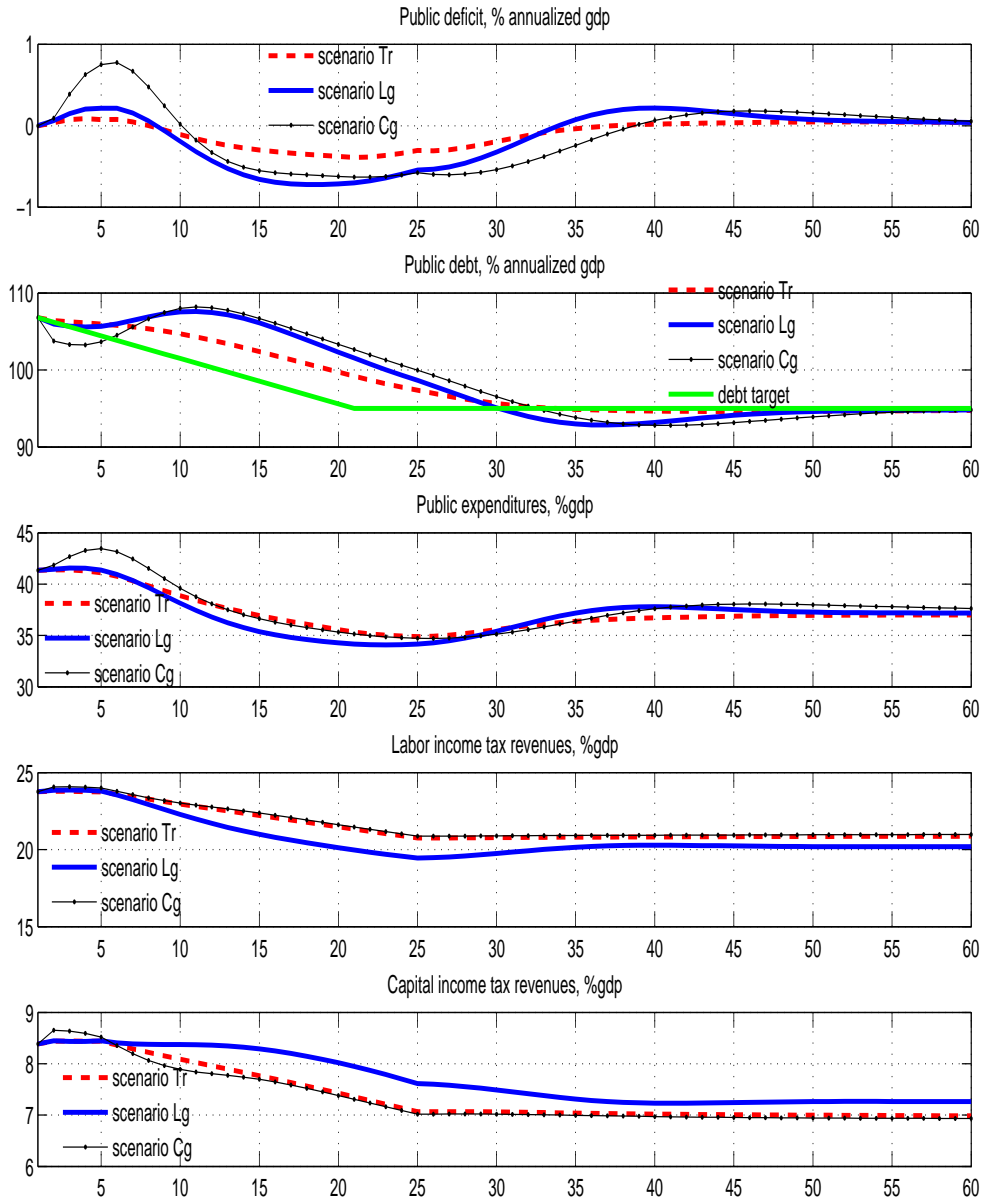 Public deficit, % annualized gdp
1
0
−1
scenario Tr
scenario Lg
scenario Cg
5 10 15 20 25 30 35 40 45 50 55 60
Public debt, % annualized gdp
110
100
90
scenario Tr
scenario Lg
scenario Cg
debt target
5 10 15 20 25 30 35 40 45 50 55 60
Public expenditures, %gdp
45
40
35
30
scenario Tr
scenario Lg
scenario Cg
5 10 15 20 25 30 35 40 45 50 55 60
Labor income tax revenues, %gdp
25
20
15
scenario Tr
scenario Lg
scenario Cg
5 10 15 20 25 30 35 40 45 50 55 60
Capital income tax revenues, %gdp
9
8
7
6
scenario Tr
scenario Lg
scenario Cg
5 10 15 20 25 30 35 40 45 50 55 60